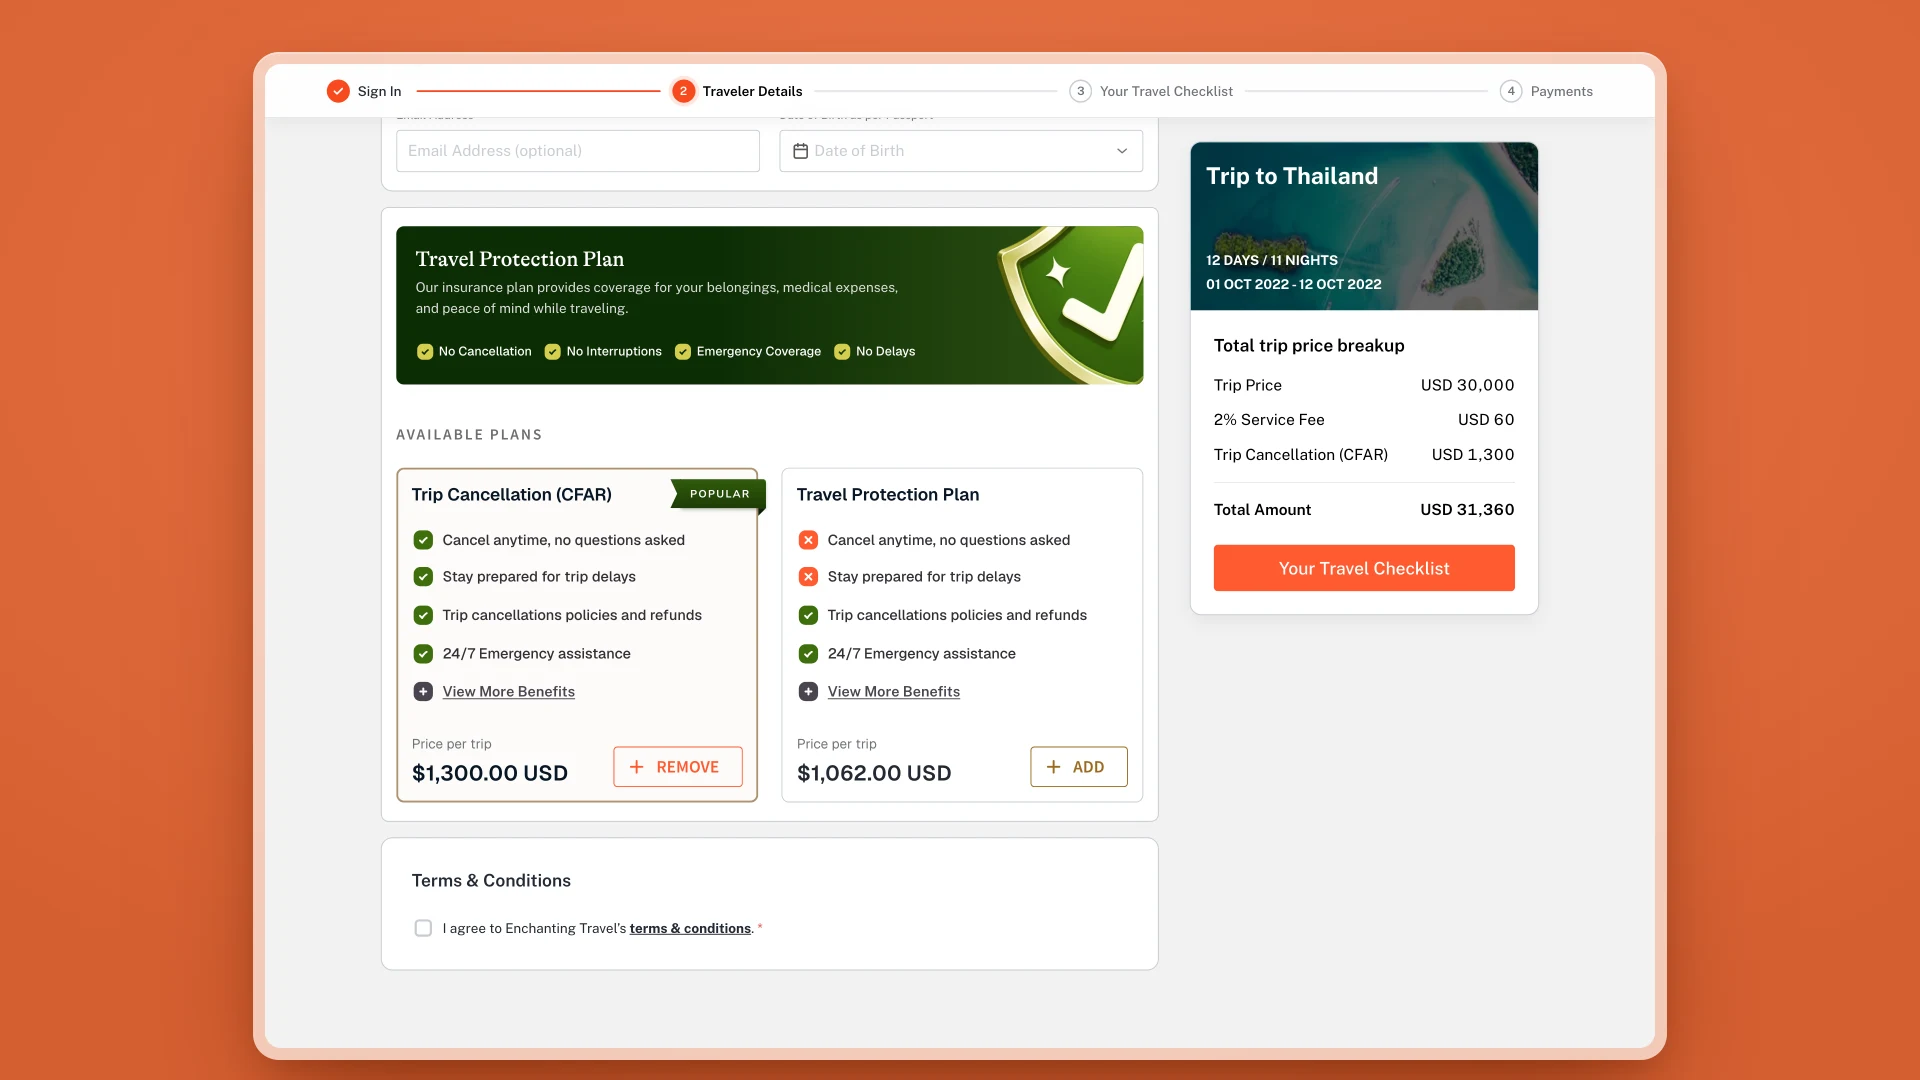 Sign In
2
Traveler Details
3
Your Travel Checklist
4
Payments
Email Address (optional)
Date of Birth
Travel Protection Plan
Our insurance plan provides coverage for your belongings, medical expenses,
and peace of mind while traveling.
No Cancellation
No Interruptions
Emergency Coverage
No Delays
AVAILABLE PLANS
Trip Cancellation (CFAR)
POPULAR
Cancel anytime, no questions asked
Stay prepared for trip delays
Trip cancellations policies and refunds
24/7 Emergency assistance
View More Benefits
Price per trip
$1,300.00 USD
REMOVE
Travel Protection Plan
Cancel anytime, no questions asked
Stay prepared for trip delays
Trip cancellations policies and refunds
24/7 Emergency assistance
View More Benefits
Price per trip
$1,062.00 USD
ADD
Terms & Conditions
I agree to Enchanting Travel's terms & conditions. *
Trip to Thailand
12 DAYS / 11 NIGHTS
01 OCT 2022 - 12 OCT 2022
Total trip price breakup
Trip Price USD 30,000
2% Service Fee USD 60
Trip Cancellation (CFAR) USD 1,300
Total Amount USD 31,360
Your Travel Checklist